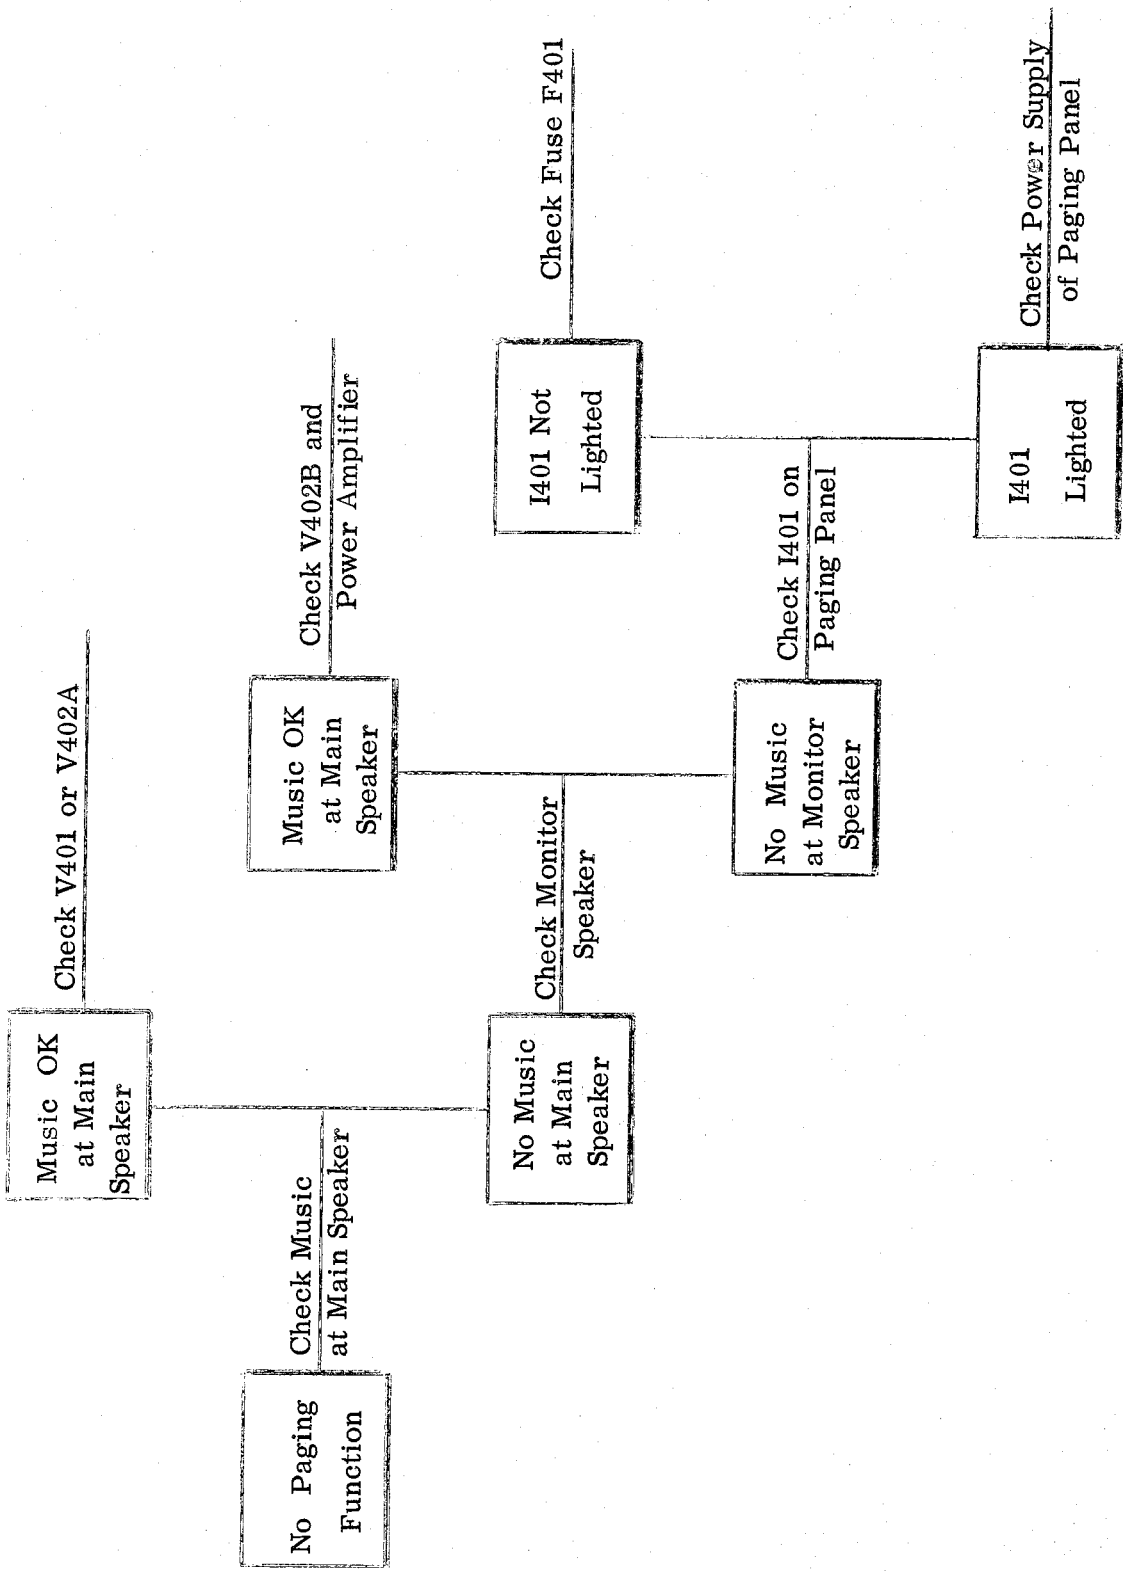 No Paging
Function
Check Music
at Main Speaker
Music OK
at Main
Speaker
Check V401 or V402A
No Music
at Main
Speaker
Check Monitor
Speaker
Music OK
at Main
Speaker
Check V402B and
Power Amplifier
No Music
at Monitor
Speaker
Check I401 on
Paging Panel
I401 Not
Lighted
Check Fuse F401
I401
Lighted
Check Power Supply
of Paging Panel